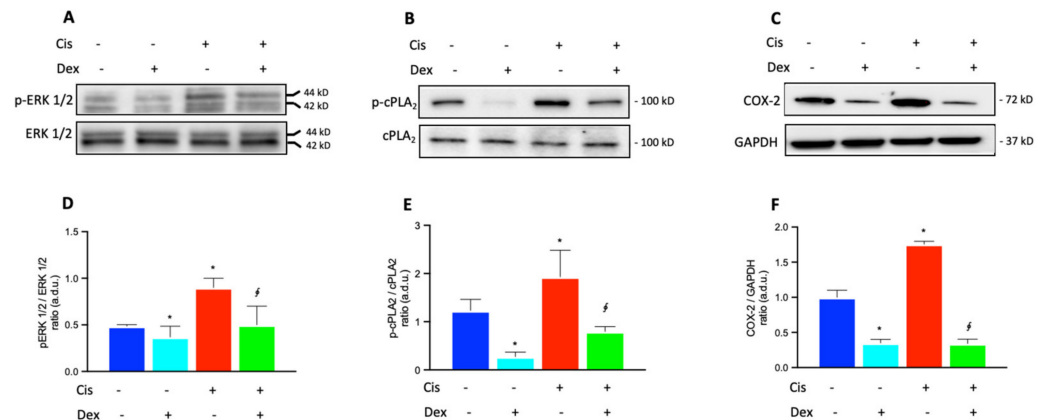 A
Cis - - + +
Dex - + - +
p-ERK 1/2
44 kD
42 kD
ERK 1/2
44 kD
42 kD
B
Cis - - + +
Dex - + - +
p-cPLA₂
- 100 kD
cPLA₂
- 100 kD
C
Cis - - + +
Dex - + - +
COX-2
- 72 kD
GAPDH
- 37 kD
D
pERK 1/2 / ERK 1/2
ratio (a.d.u.)
1.5
1.0
0.5
0.0
* * ∮
Cis - - + +
Dex - + - +
E
p-cPLA2 / cPLA2
ratio (a.d.u.)
3
2
1
0
* * ∮
Cis - - + +
Dex - + - +
F
COX-2 / GAPDH
ratio (a.d.u.)
2.0
1.5
1.0
0.5
0.0
* * ∮
Cis - - + +
Dex - + - +